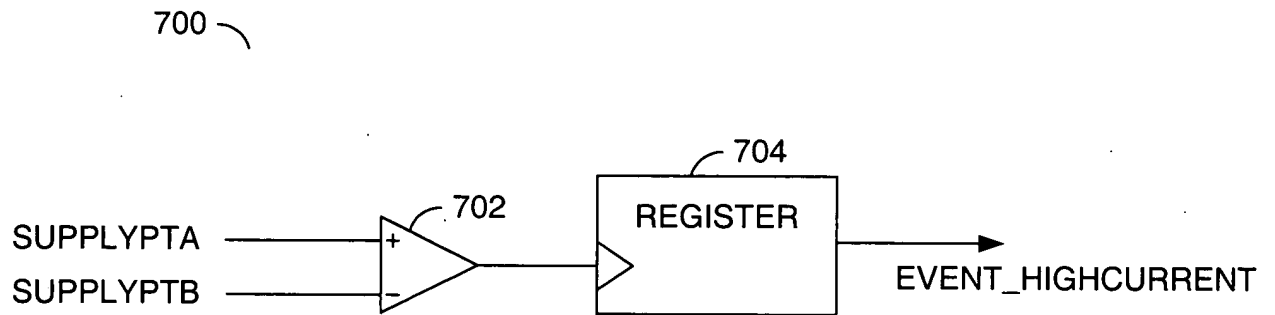 700
702
704
REGISTER
SUPPLYPTA
+
SUPPLYPTB
−
EVENT_HIGHCURRENT